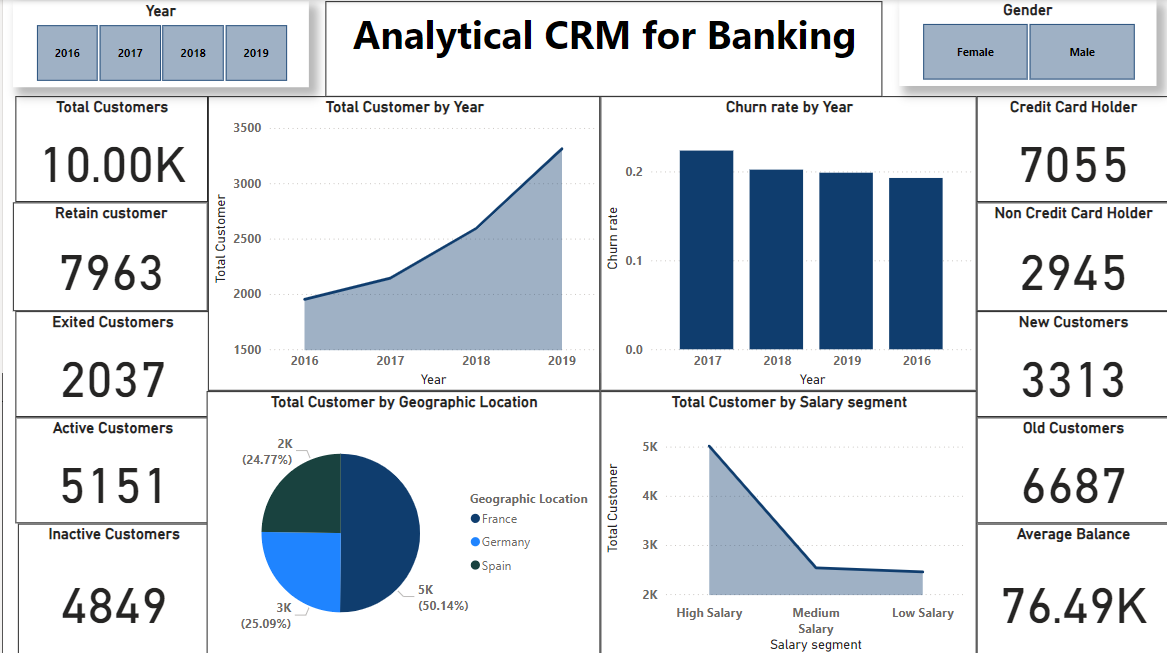 Year
2016
2017
2018
2019
Analytical CRM for Banking
Gender
Female
Male
Total Customers
10.00K
Retain customer
7963
Exited Customers
2037
Active Customers
5151
Inactive Customers
4849
Total Customer by Year
3500
3000
2500
2000
1500
Total Customer
2016
2017
2018
2019
Year
Churn rate by Year
0.2
0.1
0.0
Churn rate
2017
2018
2019
2016
Year
Total Customer by Geographic Location
2K
(24.77%)
3K
(25.09%)
5K
(50.14%)
Geographic Location
France
Germany
Spain
Total Customer by Salary segment
5K
4K
3K
2K
Total Customer
High Salary
Medium
Salary
Low Salary
Salary segment
Credit Card Holder
7055
Non Credit Card Holder
2945
New Customers
3313
Old Customers
6687
Average Balance
76.49K